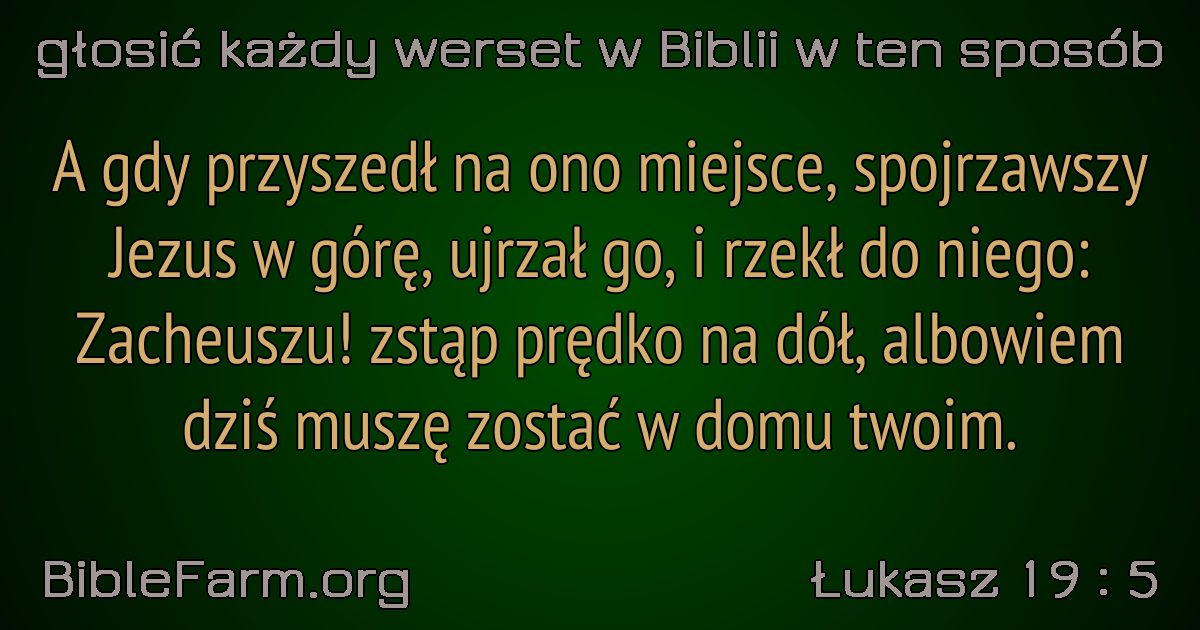 głosić każdy werset w Biblii w ten sposób
A gdy przyszedł na ono miejsce, spojrzawszy
Jezus w górę, ujrzał go, i rzekł do niego:
Zacheuszu! zstąp prędko na dół, albowiem
dziś muszę zostać w domu twoim.
BibleFarm.org
Łukasz 19 : 5